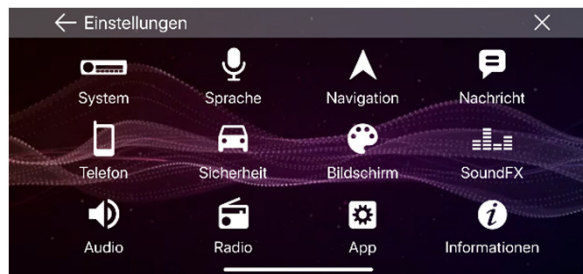 Einstellungen
System Sprache Navigation Nachricht
Telefon Sicherheit Bildschirm SoundFX
Audio Radio App Informationen